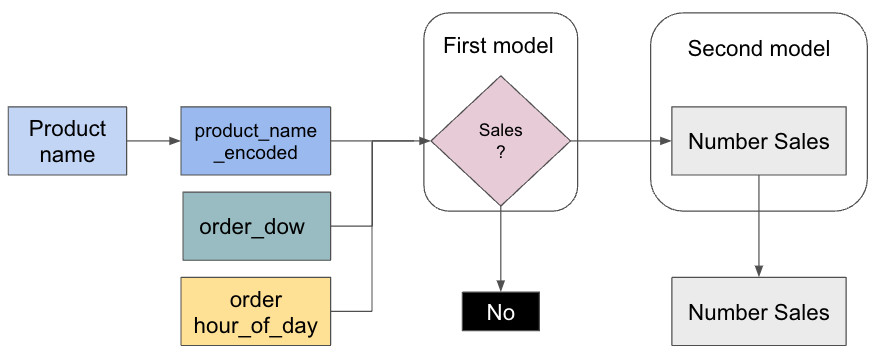 First model
Second model
Product
name
product_name
_encoded
Sales
?
Number Sales
order_dow
order
hour_of_day
No
Number Sales